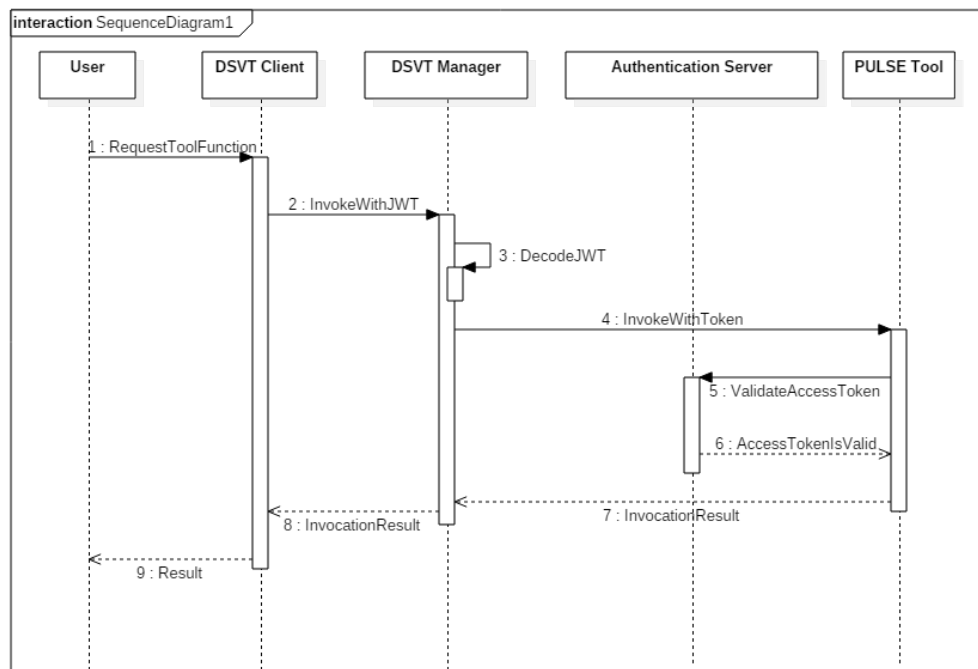 interaction SequenceDiagram1
User
DSVT Client
DSVT Manager
Authentication Server
PULSE Tool
1 : RequestToolFunction
2 : InvokeWithJWT
3 : DecodeJWT
4 : InvokeWithToken
5 : ValidateAccessToken
6 : AccessTokenIsValid
7 : InvocationResult
8 : InvocationResult
9 : Result